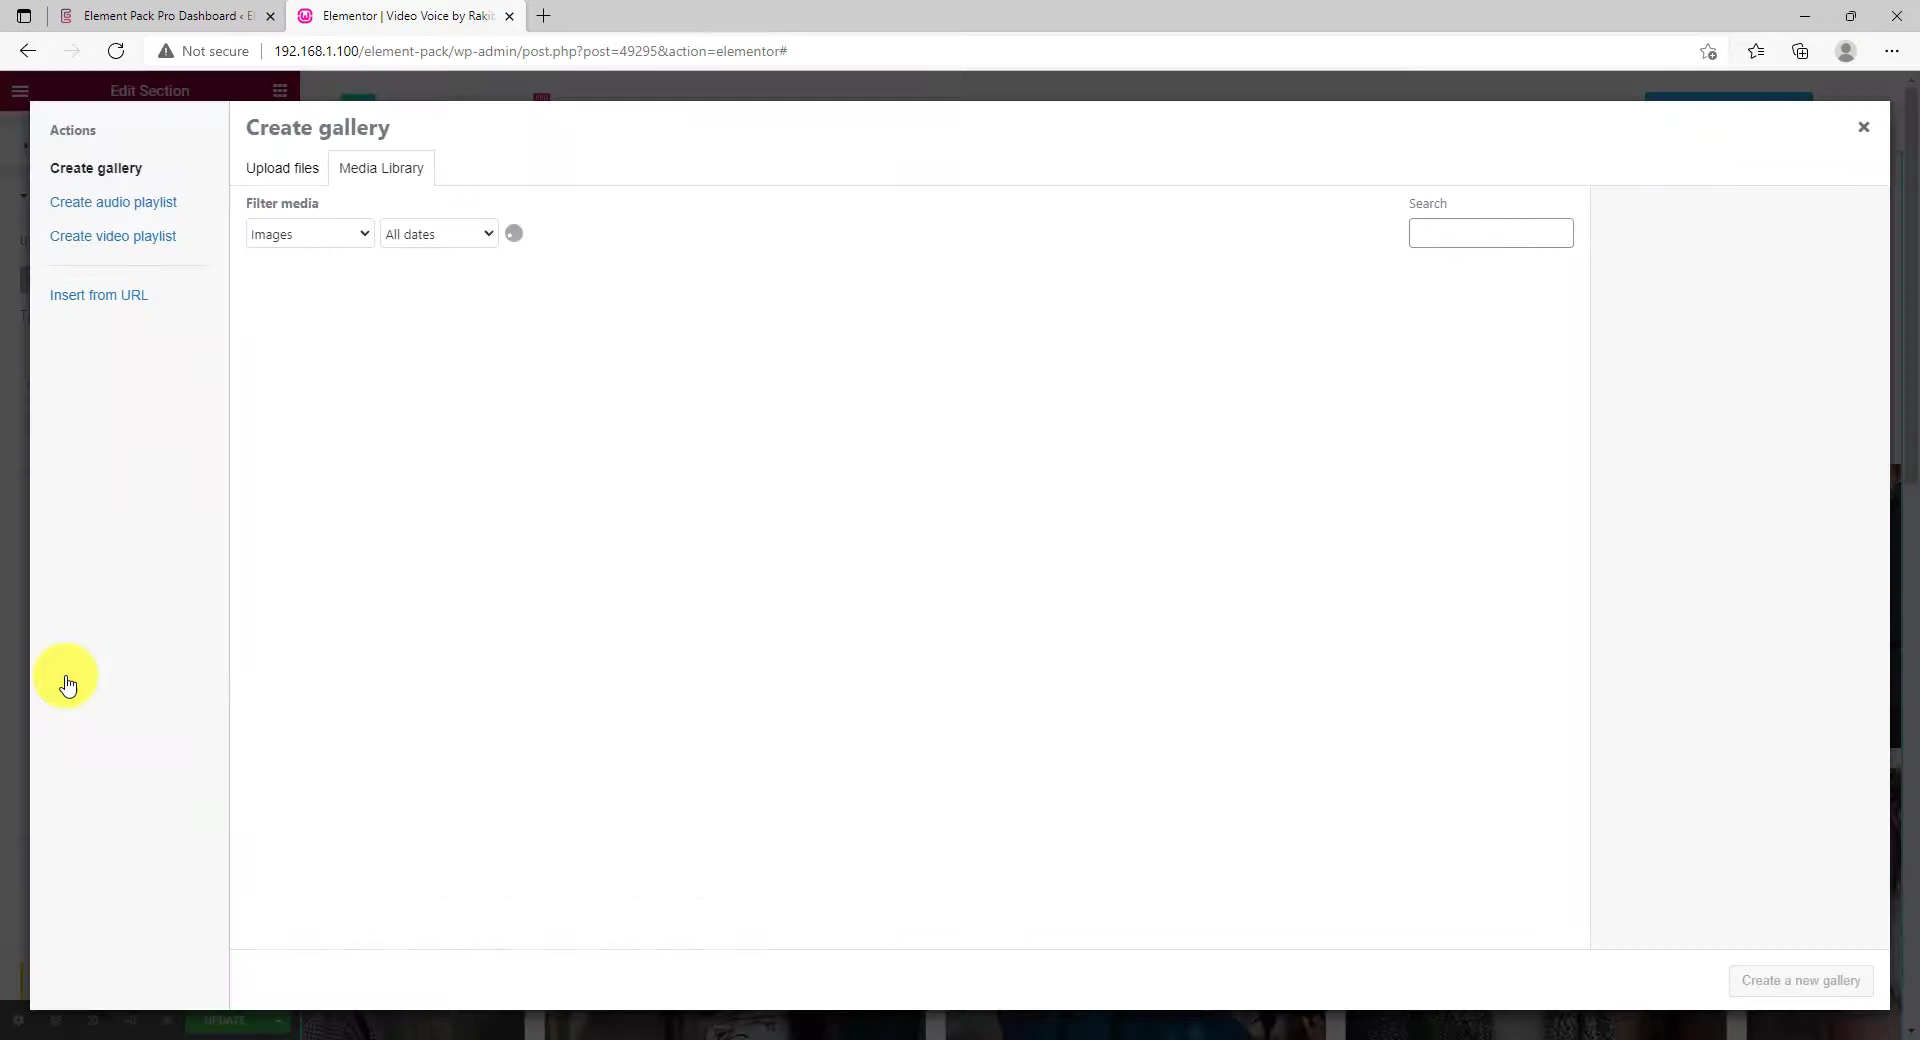 Element Pack Pro Dashboard ‹ El
Elementor | Video Voice by Rakib
Not secure
192.168.1.100/element-pack/wp-admin/post.php?post=49295&action=elementor#
Edit Section
Actions
Create gallery
Create audio playlist
Create video playlist
Insert from URL
Create gallery
Upload files
Media Library
Filter media
Images
All dates
Search
Create a new gallery
UPDATE